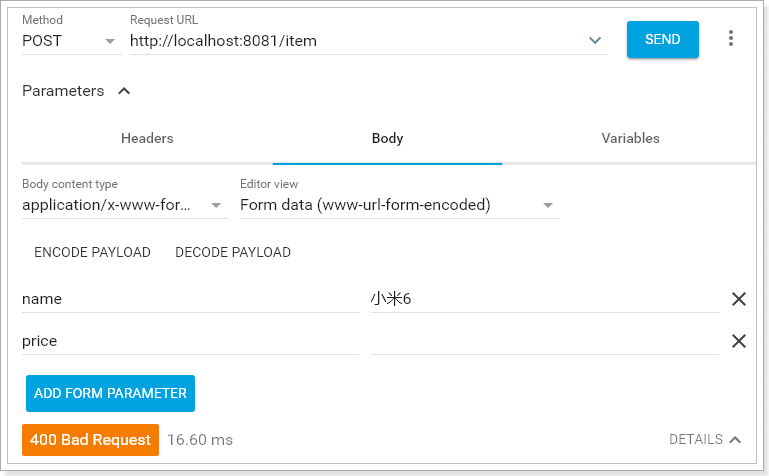 Method Request URL
POST http://localhost:8081/item SEND
Parameters
Headers Body Variables
Body content type Editor view
application/x-www-for... Form data (www-url-form-encoded)
ENCODE PAYLOAD DECODE PAYLOAD
name 小米6
price
ADD FORM PARAMETER
400 Bad Request 16.60 ms DETAILS